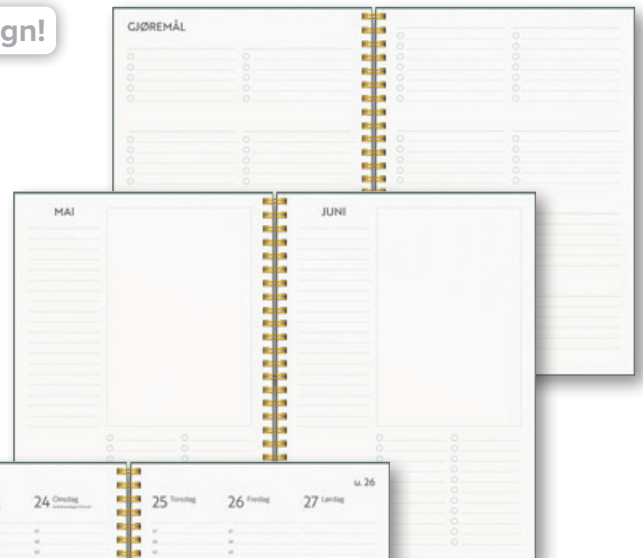 gn!
GJØREMÅL
MAI
JUNI
u. 26
24 Onsdag
25 Torsdag
26 Fredag
27 Lørdag